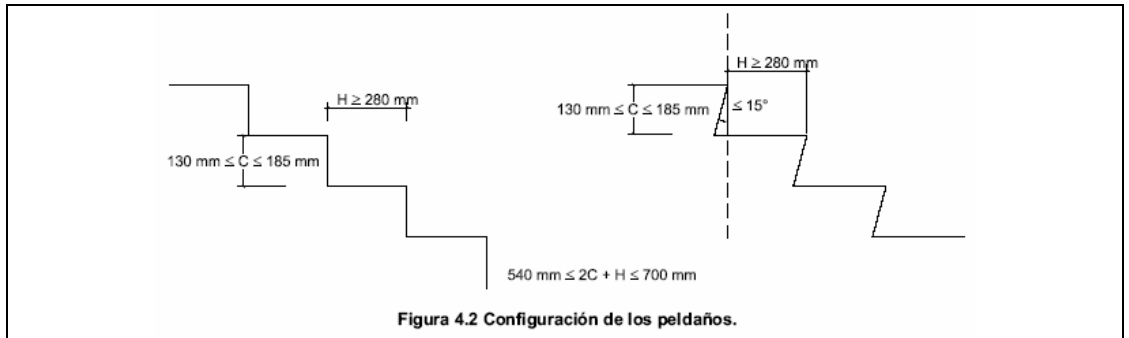 H ≥ 280 mm
130 mm ≤ C ≤ 185 mm
H ≥ 280 mm
130 mm ≤ C ≤ 185 mm
≤ 15°
540 mm ≤ 2C + H ≤ 700 mm
Figura 4.2 Configuración de los peldaños.